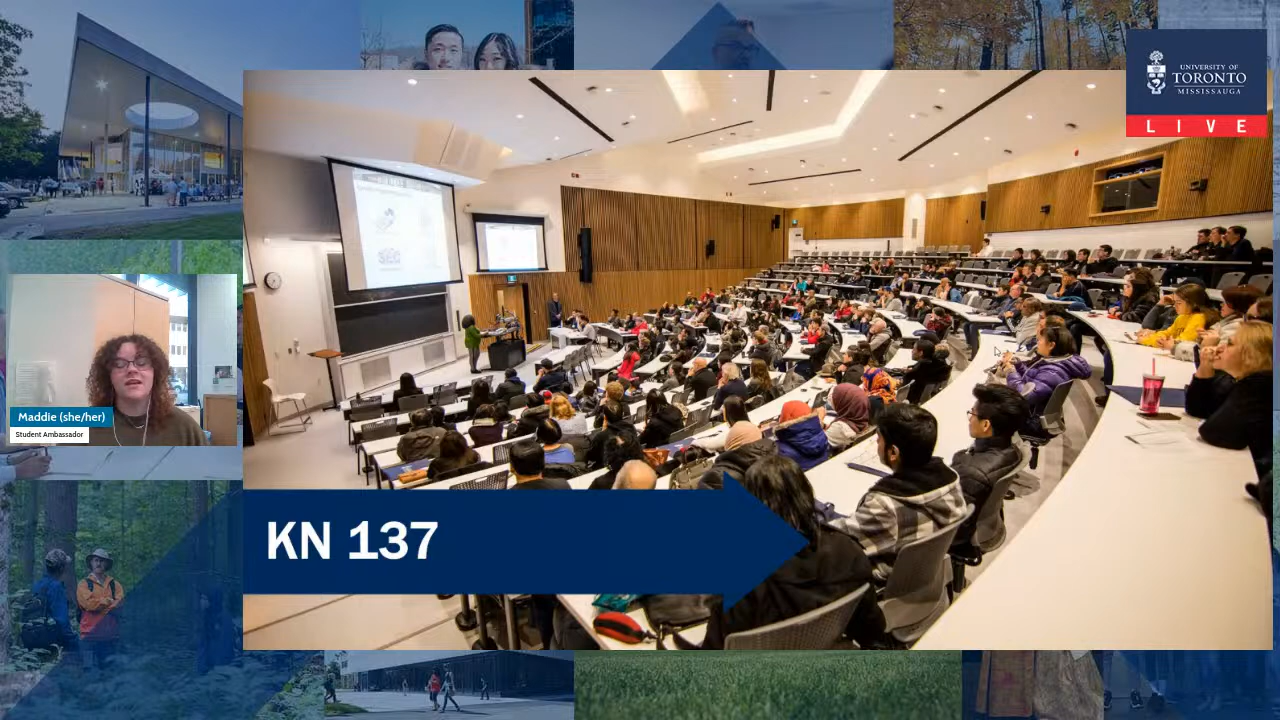 UNIVERSITY OF
TORONTO
MISSISSAUGA
LIVE
Maddie (she/her)
Student Ambassador
KN 137